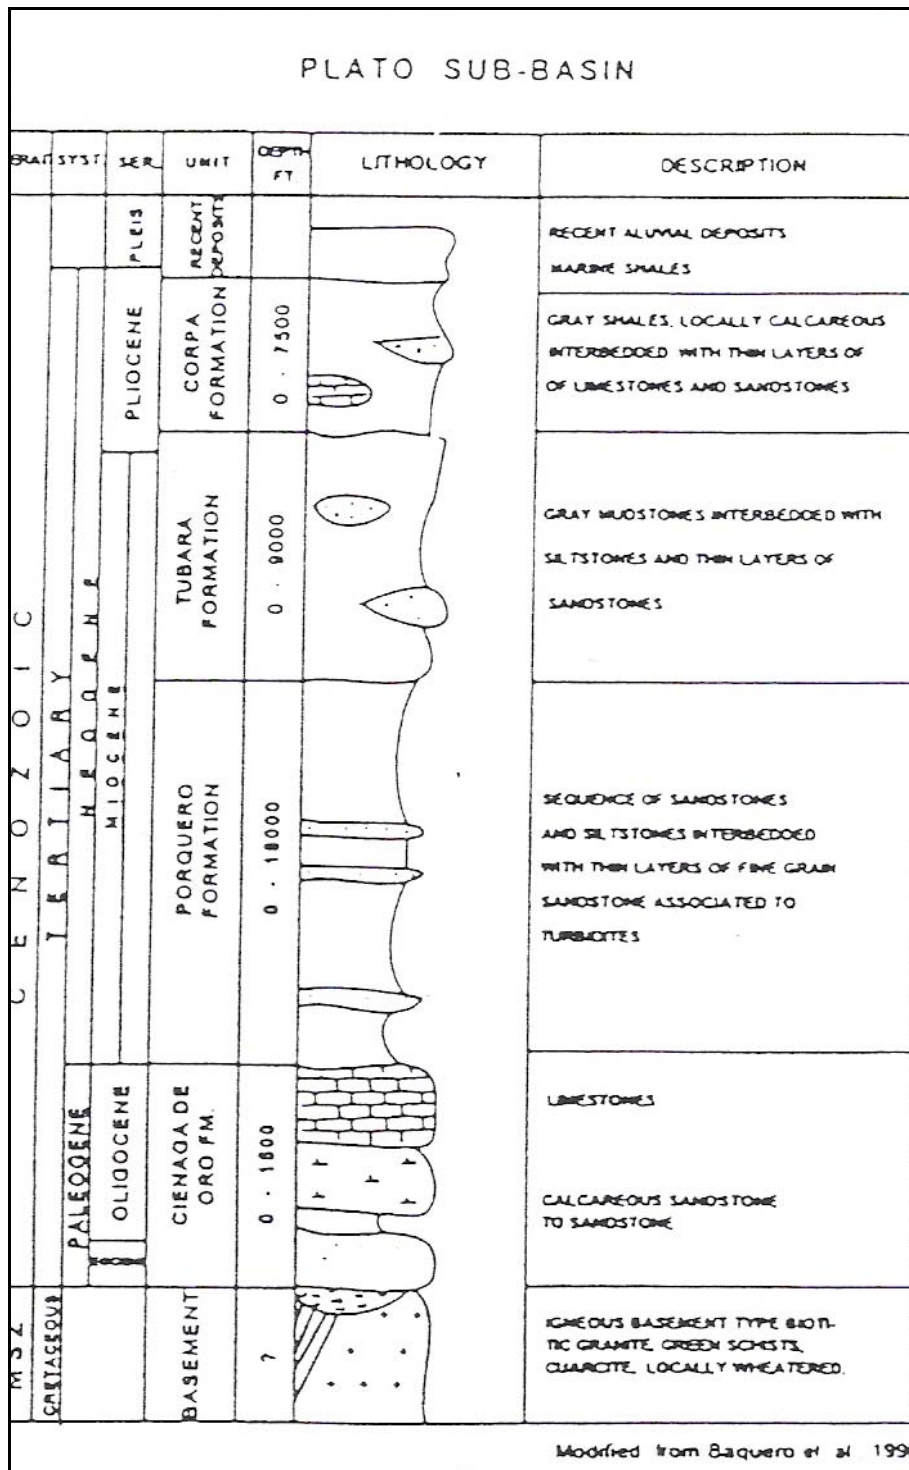 PLATO SUB-BASIN
ERAT SYST. SER. UNIT DEPTH FT LITHOLOGY DESCRIPTION
PLEIS
RECENT
DEPOSITS
RECENT ALUVIAL DEPOSITS
MARINE SHALES
PLIOCENE
CORPA
FORMATION
0 - 7500
GRAY SHALES, LOCALLY CALCAREOUS
INTERBEDDED WITH THIN LAYERS OF
OF LIMESTONES AND SANDSTONES
CENOZOIC
TERTIARY
NEOGENE
MIOCENE
TUBARA
FORMATION
0 - 9000
GRAY MUDSTONES INTERBEDDED WITH
SILTSTONES AND THIN LAYERS OF
SANDSTONES
PORQUERO
FORMATION
0 - 18000
SEQUENCE OF SANDSTONES
AND SILTSTONES INTERBEDDED
WITH THIN LAYERS OF FINE GRAIN
SANDSTONE ASSOCIATED TO
TURBIDITES
PALEOGENE
OLIGOCENE
CIENAGA DE
ORO FM.
0 - 1600
LIMESTONES
CALCAREOUS SANDSTONE
TO SANDSTONE
MSZ
CRETACEOUS
BASEMENT
?
IGNEOUS BASEMENT TYPE BIOTI-
TIC GRANITE, GREEN SCHISTS,
CUARCITE, LOCALLY WHEATERED.
Modified from Baquero et al 199